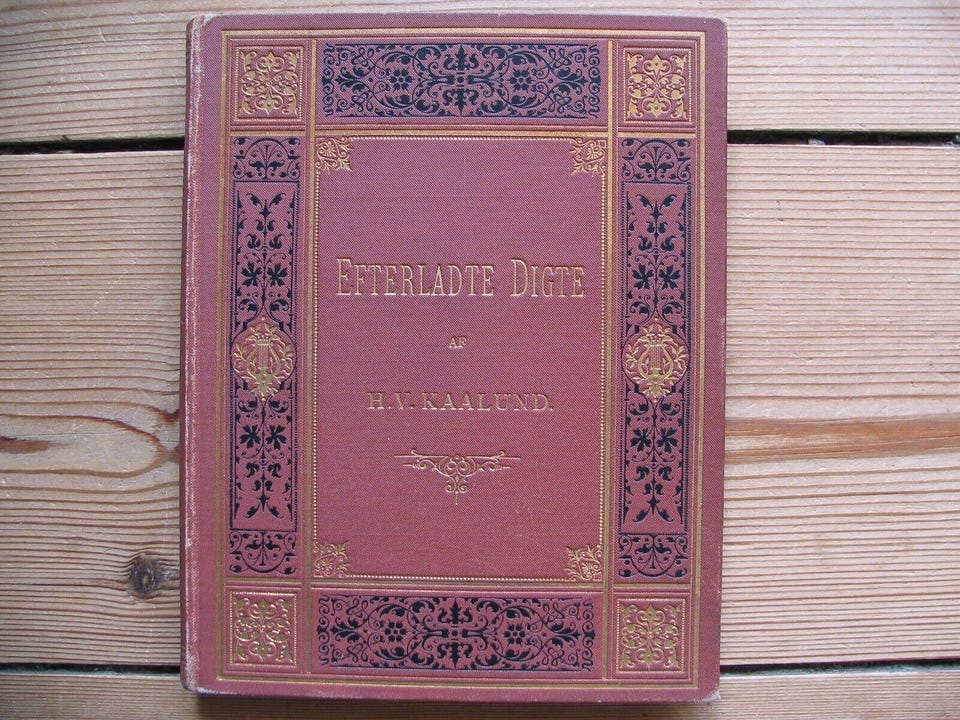 EFTERLADTE DIGTE
AF
H.V. KAALUND.